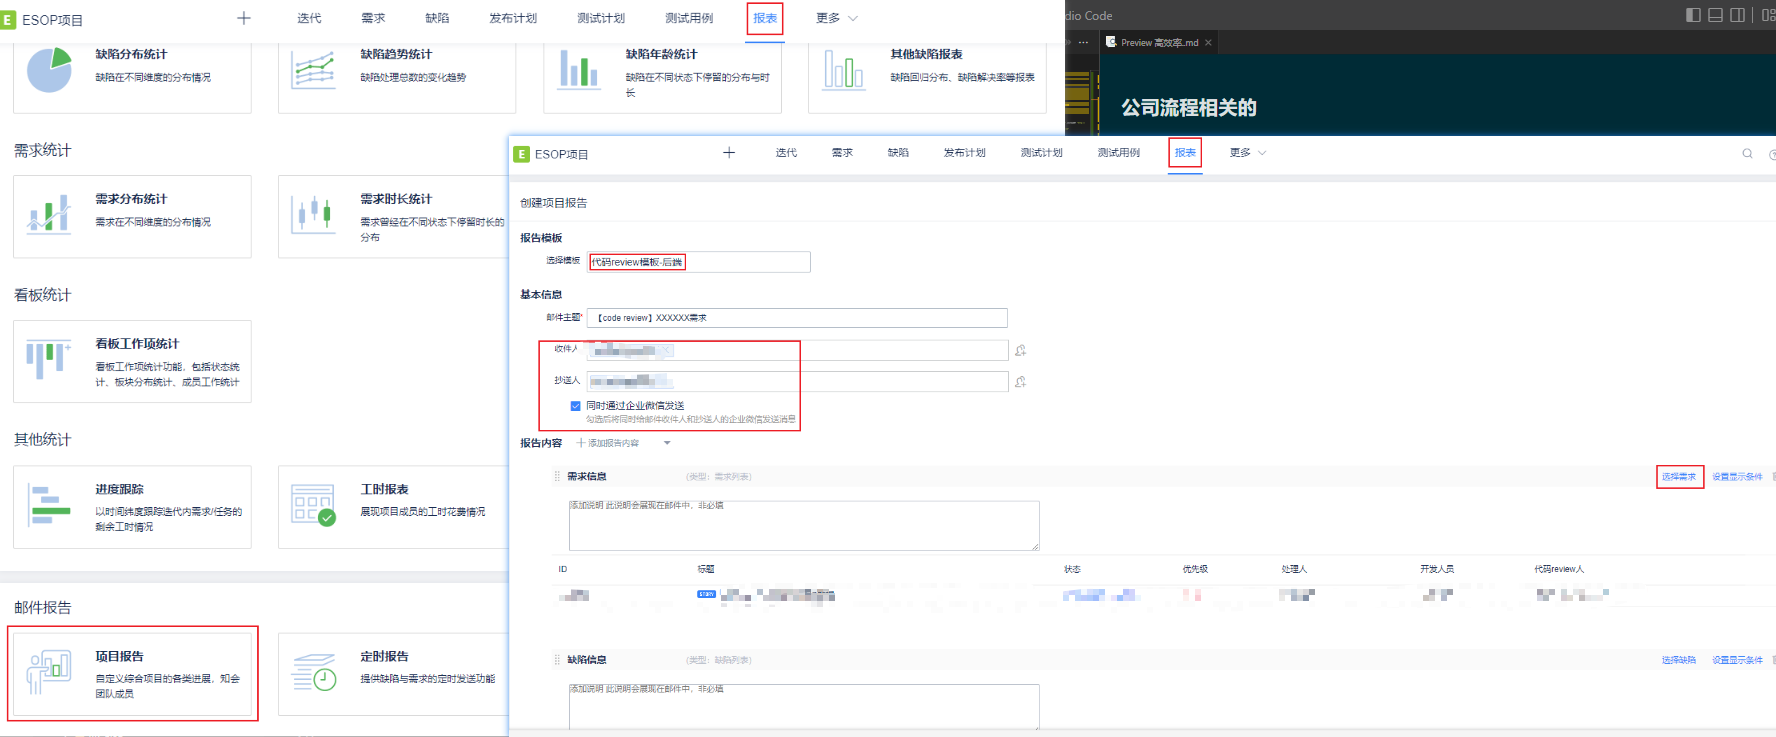 ESOP项目
迭代 需求 缺陷 发布计划 测试计划 测试用例 报表 更多
缺陷分布统计
缺陷在不同维度的分布情况
缺陷趋势统计
缺陷处理总数的变化趋势
缺陷年龄统计
缺陷在不同状态下停留的分布与时
长
其他缺陷报表
缺陷回归分布、缺陷解决率等报表
需求统计
需求分布统计
需求在不同维度的分布情况
需求时长统计
需求曾经在不同状态下停留时长的
分布
看板统计
看板工作项统计
看板工作项统计功能，包括状态统
计、板块分布统计、成员工作统计
其他统计
进度跟踪
以时间纬度跟踪迭代内需求/任务的
剩余工时情况
工时报表
展现项目成员的工时花费情况
邮件报告
项目报告
自定义综合项目的各类进展，知会
团队成员
定时报告
提供缺陷与需求的定时发送功能
dio Code
Preview 高效率.md
公司流程相关的
E ESOP项目
迭代 需求 缺陷 发布计划 测试计划 测试用例 报表 更多
创建项目报告
报告模板
选择模板 代码review模板-后端
基本信息
邮件主题* 【code review】XXXXXX需求
收件人
抄送人
同时通过企业微信发送
勾选后将同时给邮件收件人和抄送人的企业微信发送消息
报告内容 添加报告内容
需求信息 (类型：需求列表) 选择需求 设置显示条件
添加说明 此说明会展现在邮件中，非必填
ID 标题 状态 优先级 处理人 开发人员 代码review人
STORY
缺陷信息 (类型：缺陷列表) 选择缺陷 设置显示条件
添加说明 此说明会展现在邮件中，非必填